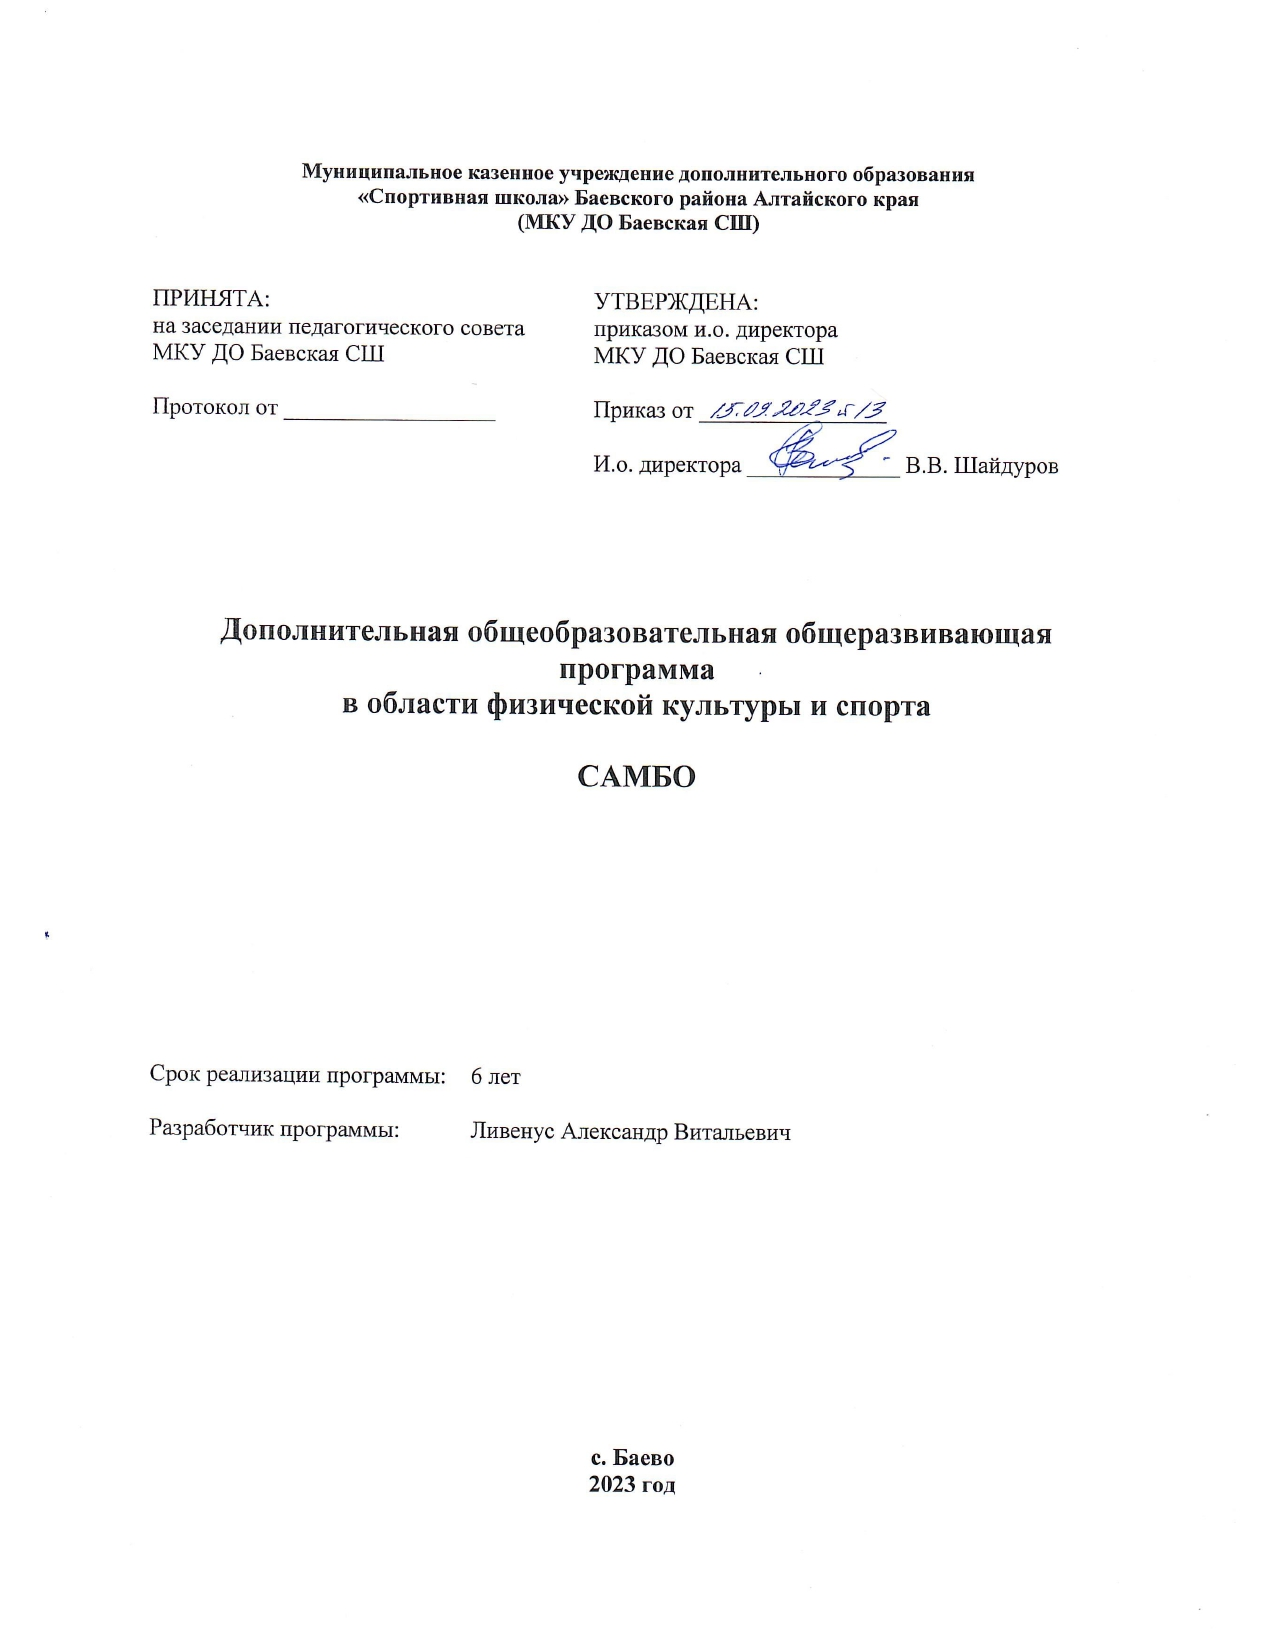 Муниципальное казенное учреждение дополнительного образования
«Спортивная школа» Баевского района Алтайского края
(МКУ ДО Баевская СШ)
ПРИНЯТА:
на заседании педагогического совета
МКУ ДО Баевская СШ
Протокол от
УТВЕРЖДЕНА:
приказом и.о. директора
МКУ ДО Баевская СШ
Приказ от 15.09.2023 13
И.о. директора В.В. Шайдуров
Дополнительная общеобразовательная общеразвивающая
программа
в области физической культуры и спорта
САМБО
Срок реализации программы: 6 лет
Разработчик программы: Ливенус Александр Витальевич
с. Баево
2023 год